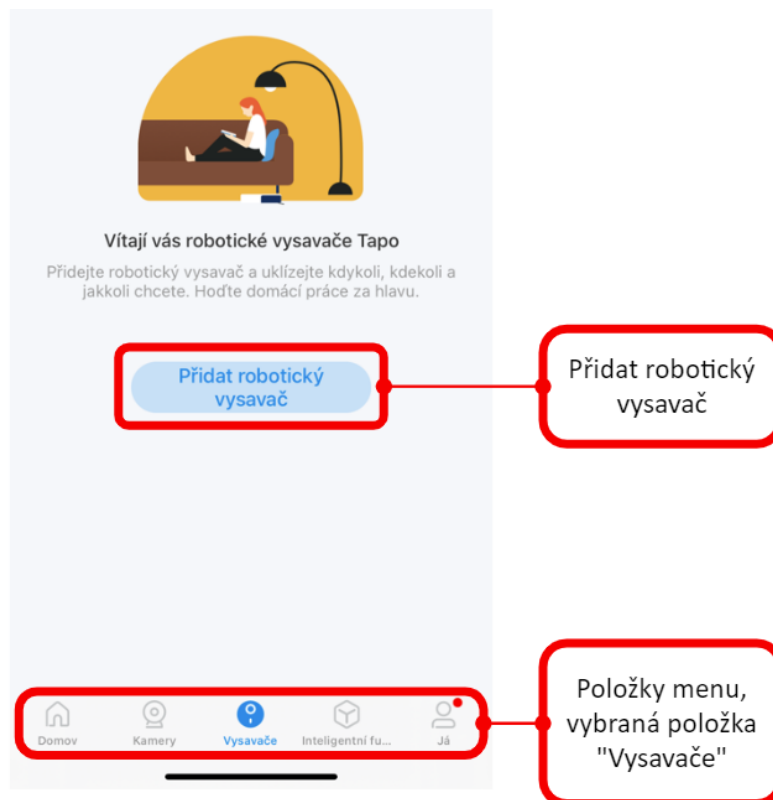 Vítají vás robotické vysavače Tapo
Přidejte robotický vysavač a uklízejte kdykoli, kdekoli a
jakkoli chcete. Hoďte domácí práce za hlavu.
Přidat robotický
vysavač
Přidat robotický
vysavač
Položky menu,
vybraná položka
"Vysavače"
Domov
Kamery
Vysavače
Inteligentní fu...
Já